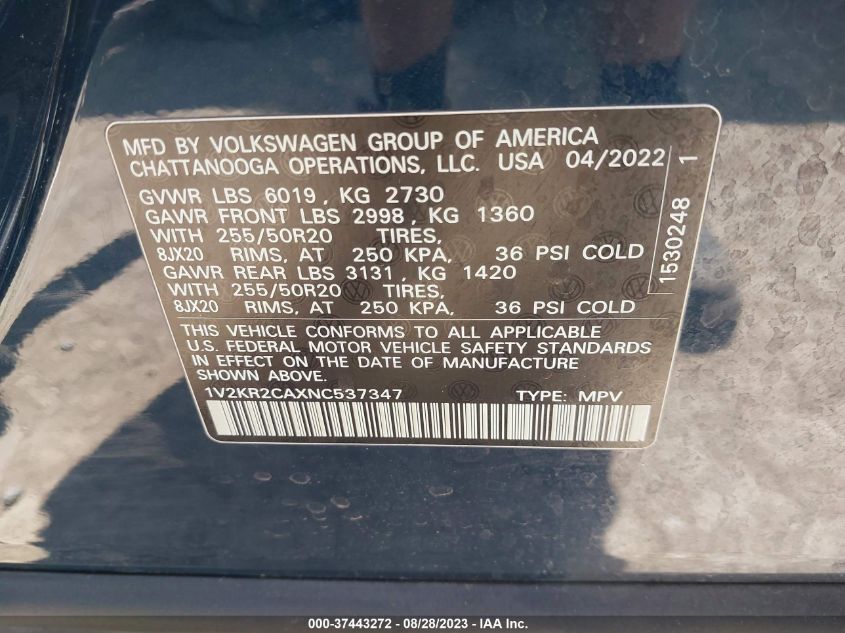 MFD BY VOLKSWAGEN GROUP OF AMERICA
CHATTANOOGA OPERATIONS, LLC. USA 04/2022
GVWR LBS 6019, KG 2730
GAWR FRONT LBS 2998, KG 1360
WITH 255/50R20 TIRES,
8JX20 RIMS, AT 250 KPA, 36 PSI COLD
GAWR REAR LBS 3131, KG 1420
WITH 255/50R20 TIRES,
8JX20 RIMS, AT 250 KPA, 36 PSI COLD
THIS VEHICLE CONFORMS TO ALL APPLICABLE
U.S. FEDERAL MOTOR VEHICLE SAFETY STANDARDS
IN EFFECT ON THE DATE OF MANUFACTURE
SHOWN ABOVE.
1V2KR2CAXNC537347 TYPE: MPV
1530248 1
000-37443272 - 08/28/2023 - IAA Inc.